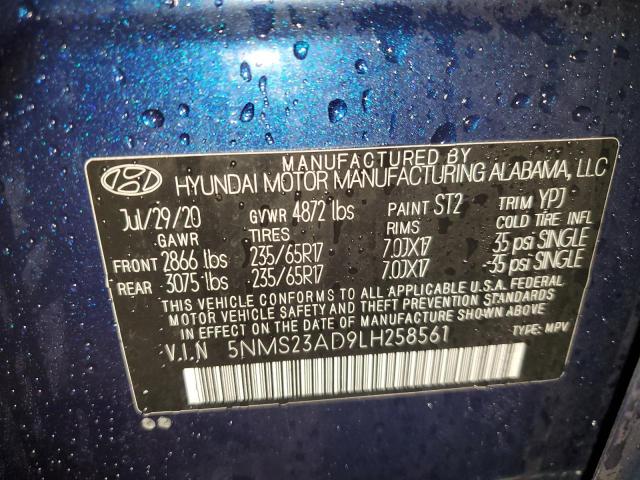 MANUFACTURED BY
HYUNDAI MOTOR MANUFACTURING ALABAMA, LLC
Jul/29/20 GVWR 4872 lbs PAINT ST2 TRIM YPJ
GAWR TIRES RIMS COLD TIRE INFL
FRONT 2866 lbs 235/65R17 7.0JX17 35 psi SINGLE
REAR 3075 lbs 235/65R17 7.0JX17 35 psi SINGLE
THIS VEHICLE CONFORMS TO ALL APPLICABLE U.S.A. FEDERAL
MOTOR VEHICLE SAFETY AND THEFT PREVENTION STANDARDS
IN EFFECT ON THE DATE OF MANUFACTURE SHOWN ABOVE.
V.I.N 5NMS23AD9LH258561 TYPE: MPV